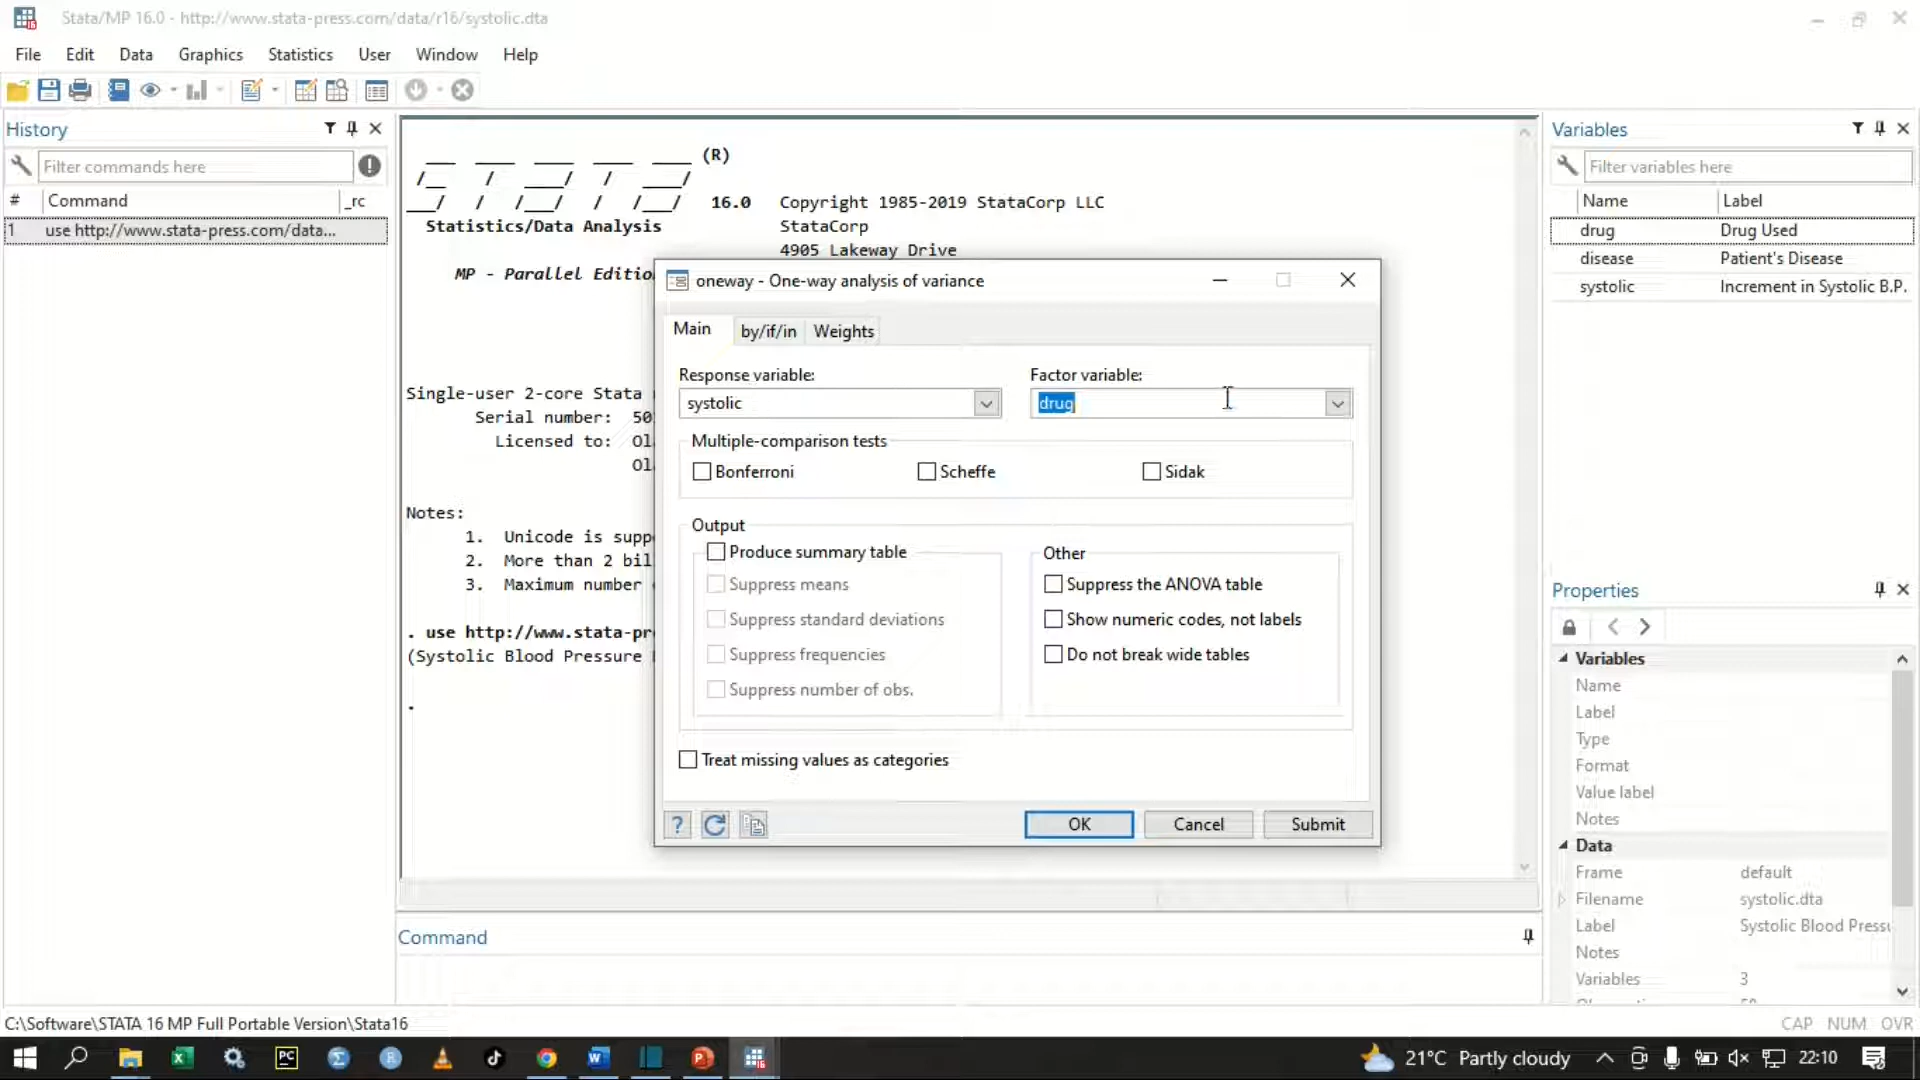 Stata/MP 16.0 - http://www.stata-press.com/data/r16/systolic.dta
File Edit Data Graphics Statistics User Window Help
History
Filter commands here
# Command _rc
1 use http://www.stata-press.com/data...
(R)
16.0 Copyright 1985-2019 StataCorp LLC
Statistics/Data Analysis StataCorp
4905 Lakeway Drive
MP - Parallel Editio
Single-user 2-core Stata
Serial number: 50
Licensed to: Ol
Ol
Notes:
1. Unicode is supp
2. More than 2 bil
3. Maximum number
. use http://www.stata-pr
(Systolic Blood Pressure
.
oneway - One-way analysis of variance
Main by/if/in Weights
Response variable: Factor variable:
systolic drug
Multiple-comparison tests
Bonferroni Scheffe Sidak
Output
Produce summary table
Suppress means
Suppress standard deviations
Suppress frequencies
Suppress number of obs.
Other
Suppress the ANOVA table
Show numeric codes, not labels
Do not break wide tables
Treat missing values as categories
? OK Cancel Submit
Command
Variables
Filter variables here
Name Label
drug Drug Used
disease Patient's Disease
systolic Increment in Systolic B.P.
Properties
Variables
Name
Label
Type
Format
Value label
Notes
Data
Frame default
Filename systolic.dta
Label Systolic Blood Pressu
Notes
Variables 3
C:\Software\STATA 16 MP Full Portable Version\Stata16
CAP NUM OVR
21°C Partly cloudy 22:10